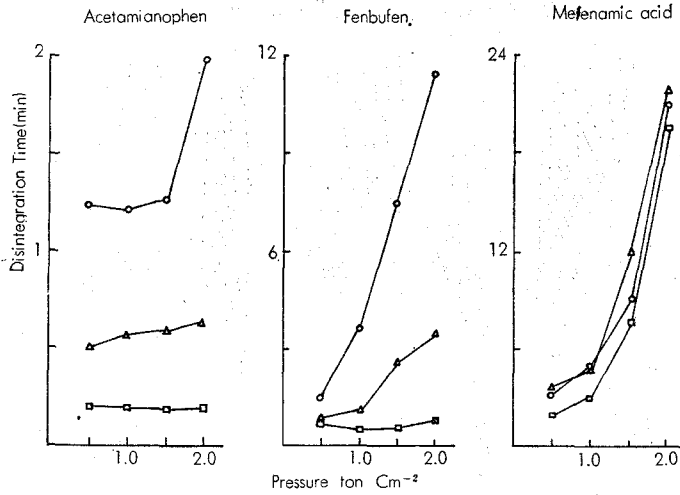 Acetamianophen
Fenbufen.
Mefenamic acid
Disintegration Time(min)
2
1
12
6
24
12
1.0
2.0
1.0
2.0
1.0
2.0
Pressure ton Cm⁻²